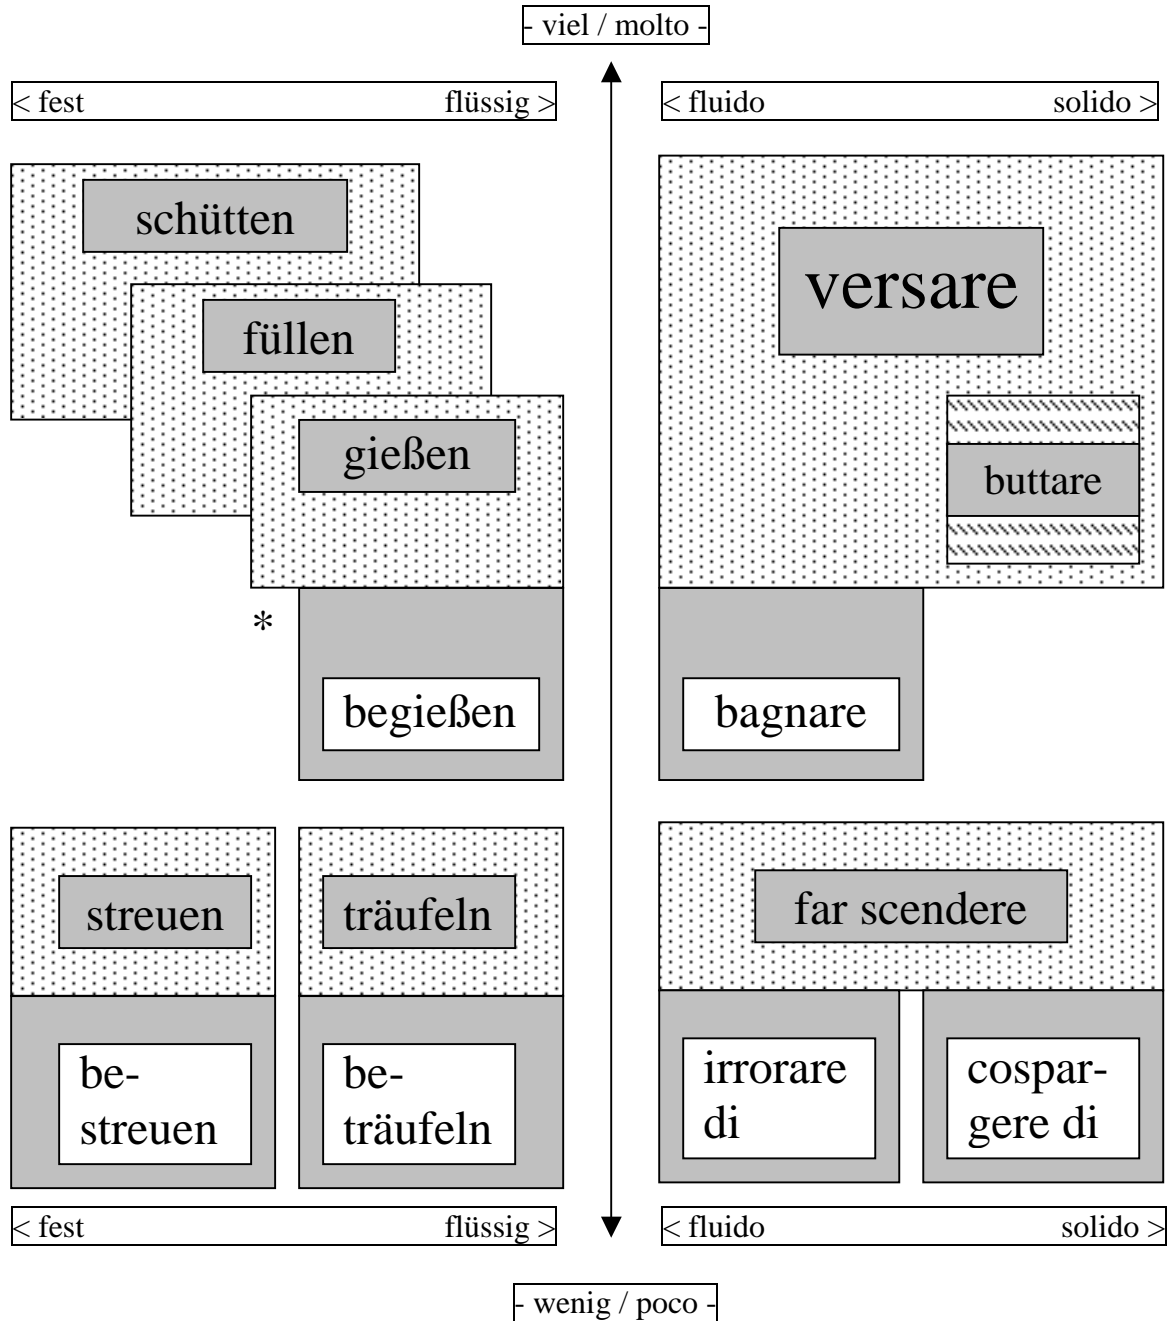 - viel / molto -
< fest flüssig >
< fluido solido >
schütten
versare
füllen
gießen
buttare
*
begießen
bagnare
streuen
träufeln
far scendere
be-
streuen
be-
träufeln
irrorare
di
cospar-
gere di
< fest flüssig >
< fluido solido >
- wenig / poco -